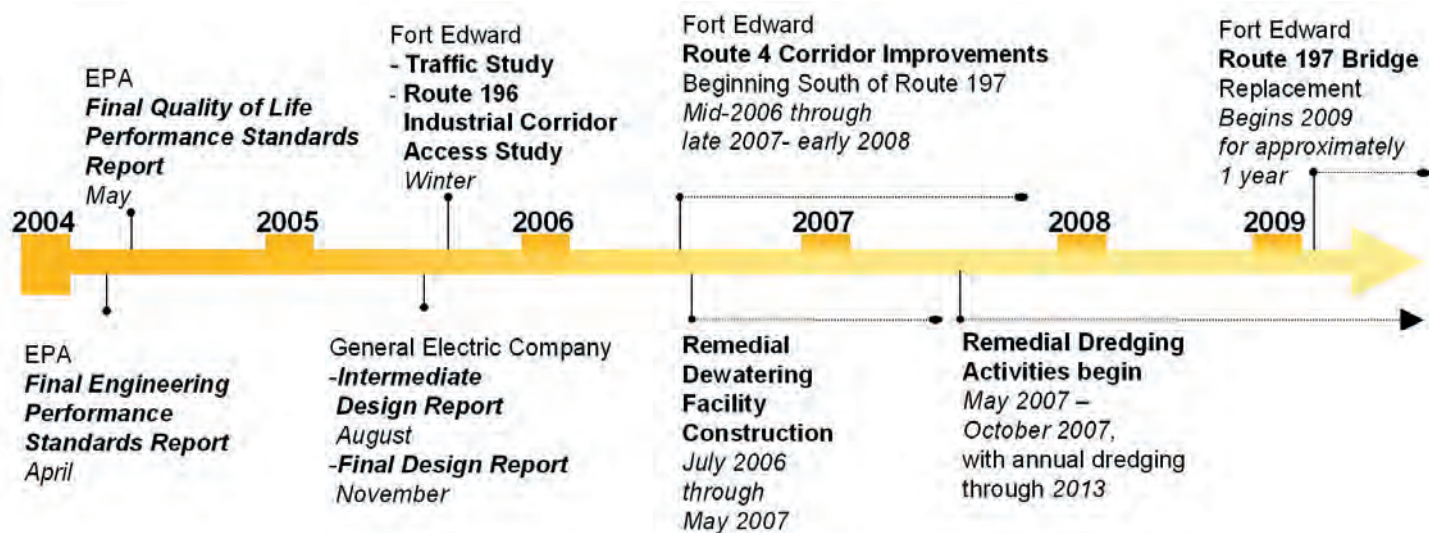 EPA
Final Quality of Life
Performance Standards
Report
May
Fort Edward
- Traffic Study
- Route 196
Industrial Corridor
Access Study
Winter
Fort Edward
Route 4 Corridor Improvements
Beginning South of Route 197
Mid-2006 through
late 2007- early 2008
Fort Edward
Route 197 Bridge
Replacement
Begins 2009
for approximately
1 year
2004
2005
2006
2007
2008
2009
EPA
Final Engineering
Performance
Standards Report
April
General Electric Company
-Intermediate
Design Report
August
-Final Design Report
November
Remedial
Dewatering
Facility
Construction
July 2006
through
May 2007
Remedial Dredging
Activities begin
May 2007 –
October 2007,
with annual dredging
through 2013